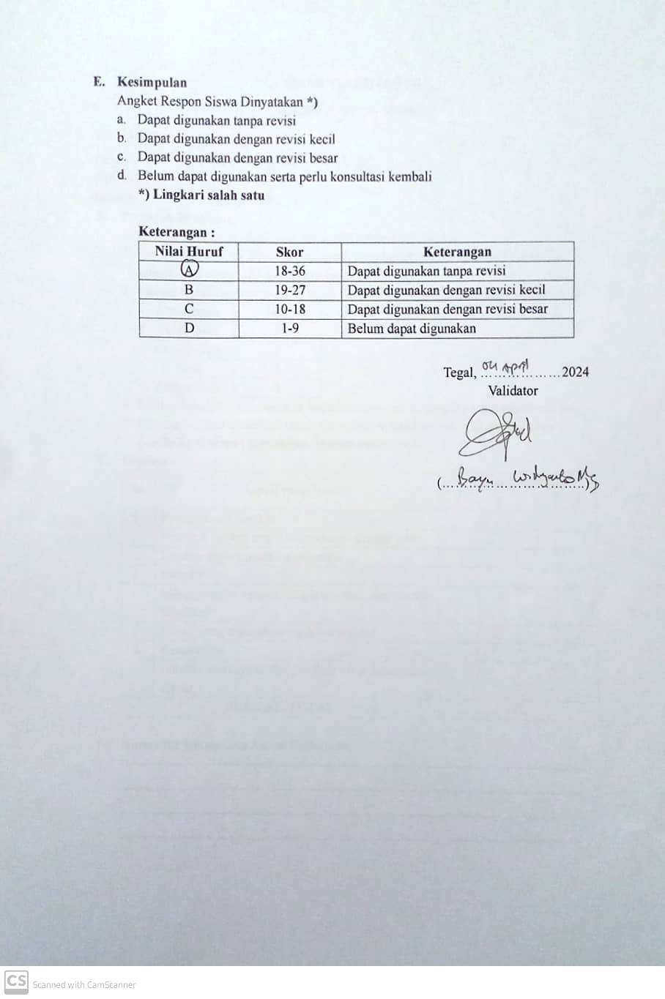 E. Kesimpulan
Angket Respon Siswa Dinyatakan *)
a. Dapat digunakan tanpa revisi
b. Dapat digunakan dengan revisi kecil
c. Dapat digunakan dengan revisi besar
d. Belum dapat digunakan serta perlu konsultasi kembali
*) Lingkari salah satu
Keterangan :
Nilai Huruf Skor Keterangan
A 18-36 Dapat digunakan tanpa revisi
B 19-27 Dapat digunakan dengan revisi kecil
C 10-18 Dapat digunakan dengan revisi besar
D 1-9 Belum dapat digunakan
Tegal, 04 April 2024
Validator
(Bayu Widyanto MS)
CS Scanned with CamScanner